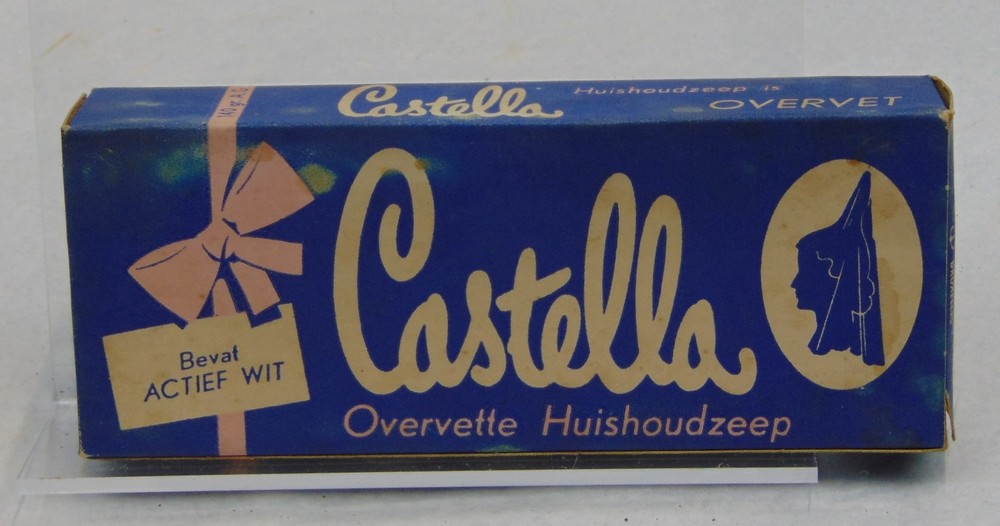 Castella
Huishoudzeep is
OVERVET
Castella
Bevat
ACTIEF WIT
Overvette Huishoudzeep